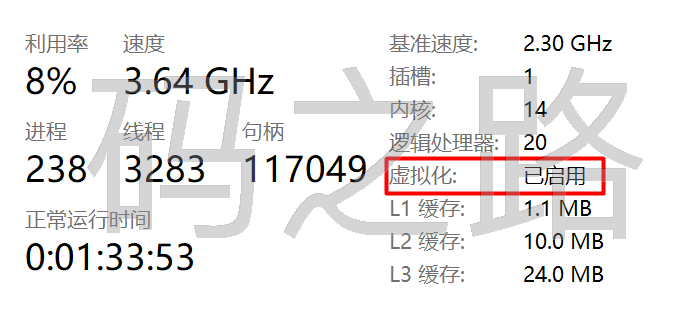 利用率 速度
8% 3.64 GHz
进程 线程 句柄
238 3283 117049
正常运行时间
0:01:33:53
基准速度: 2.30 GHz
插槽: 1
内核: 14
逻辑处理器: 20
虚拟化: 已启用
L1 缓存: 1.1 MB
L2 缓存: 10.0 MB
L3 缓存: 24.0 MB
码之路